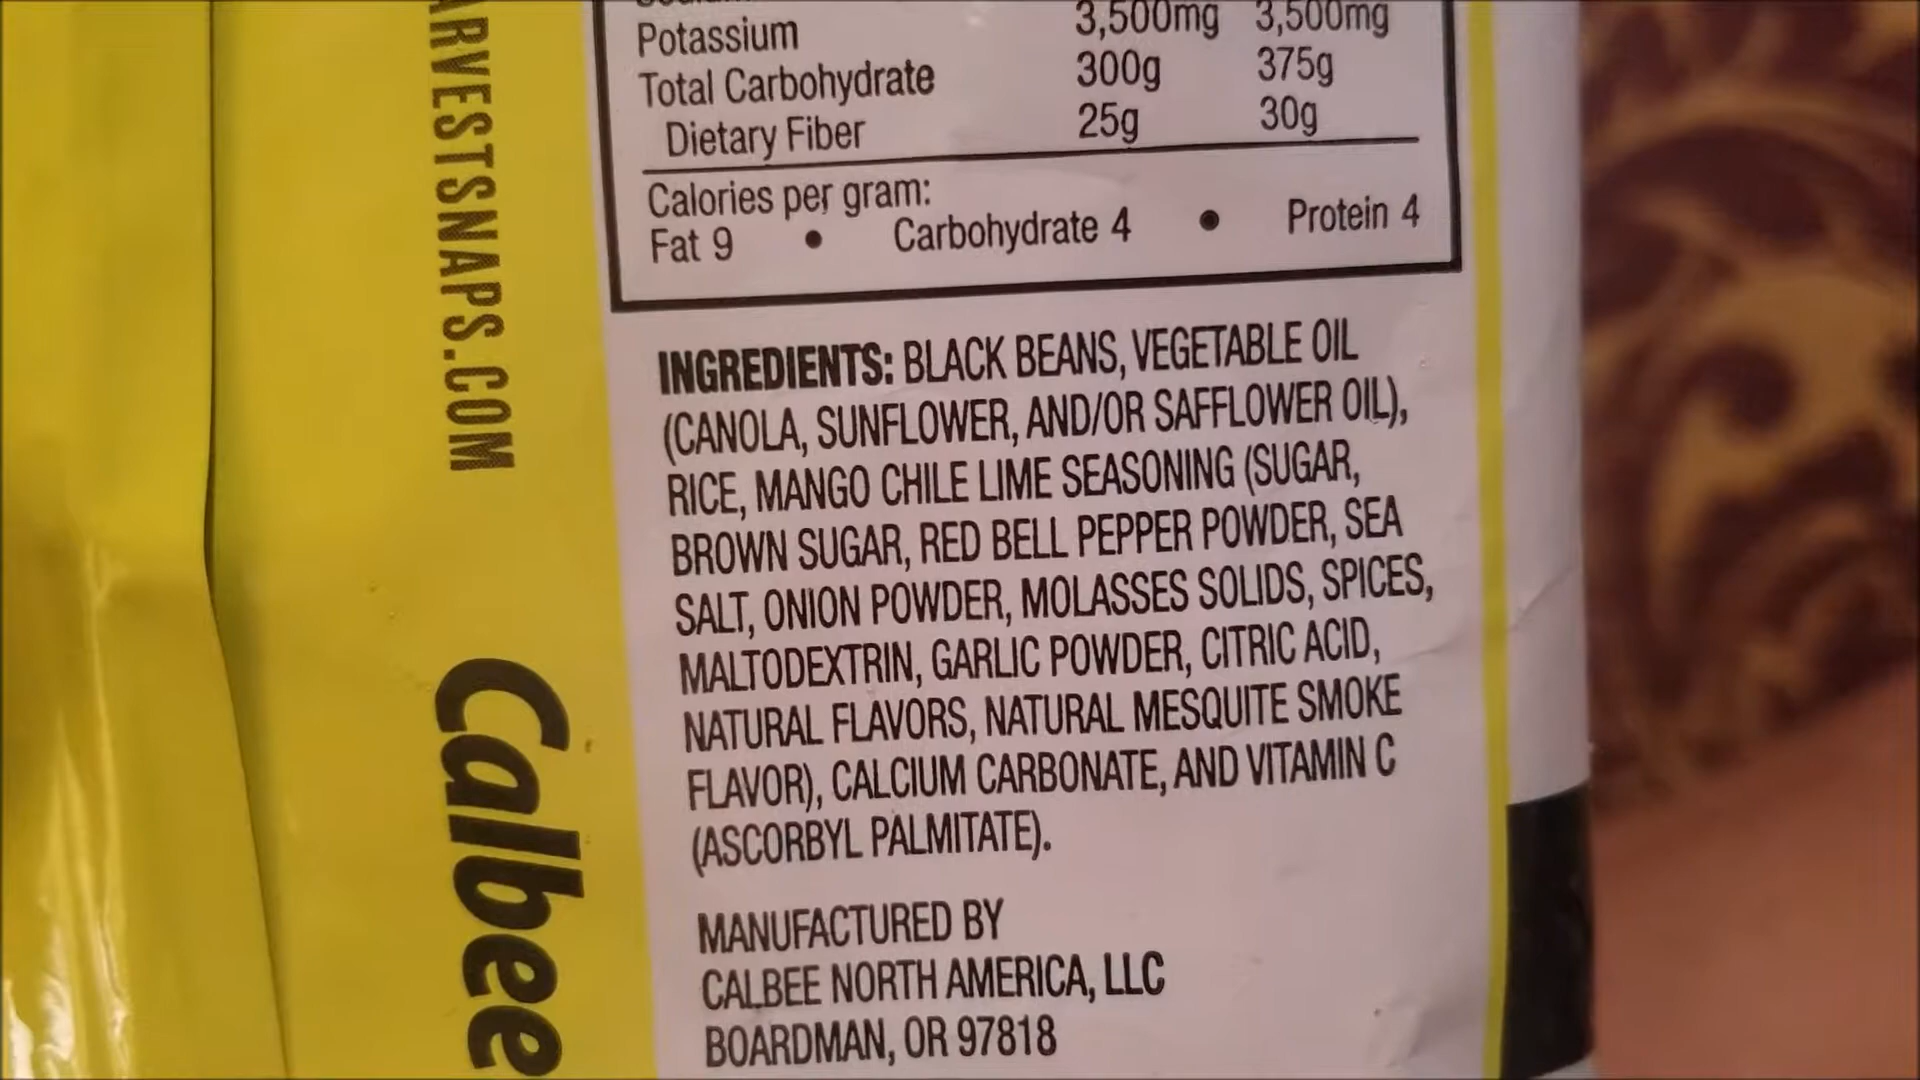 Potassium 3,500mg 3,500mg
Total Carbohydrate 300g 375g
Dietary Fiber 25g 30g
Calories per gram:
Fat 9 • Carbohydrate 4 • Protein 4
INGREDIENTS: BLACK BEANS, VEGETABLE OIL
(CANOLA, SUNFLOWER, AND/OR SAFFLOWER OIL),
RICE, MANGO CHILE LIME SEASONING (SUGAR,
BROWN SUGAR, RED BELL PEPPER POWDER, SEA
SALT, ONION POWDER, MOLASSES SOLIDS, SPICES,
MALTODEXTRIN, GARLIC POWDER, CITRIC ACID,
NATURAL FLAVORS, NATURAL MESQUITE SMOKE
FLAVOR), CALCIUM CARBONATE, AND VITAMIN C
(ASCORBYL PALMITATE).
MANUFACTURED BY
CALBEE NORTH AMERICA, LLC
BOARDMAN, OR 97818
ARVESTSNAPS.COM
Calbee